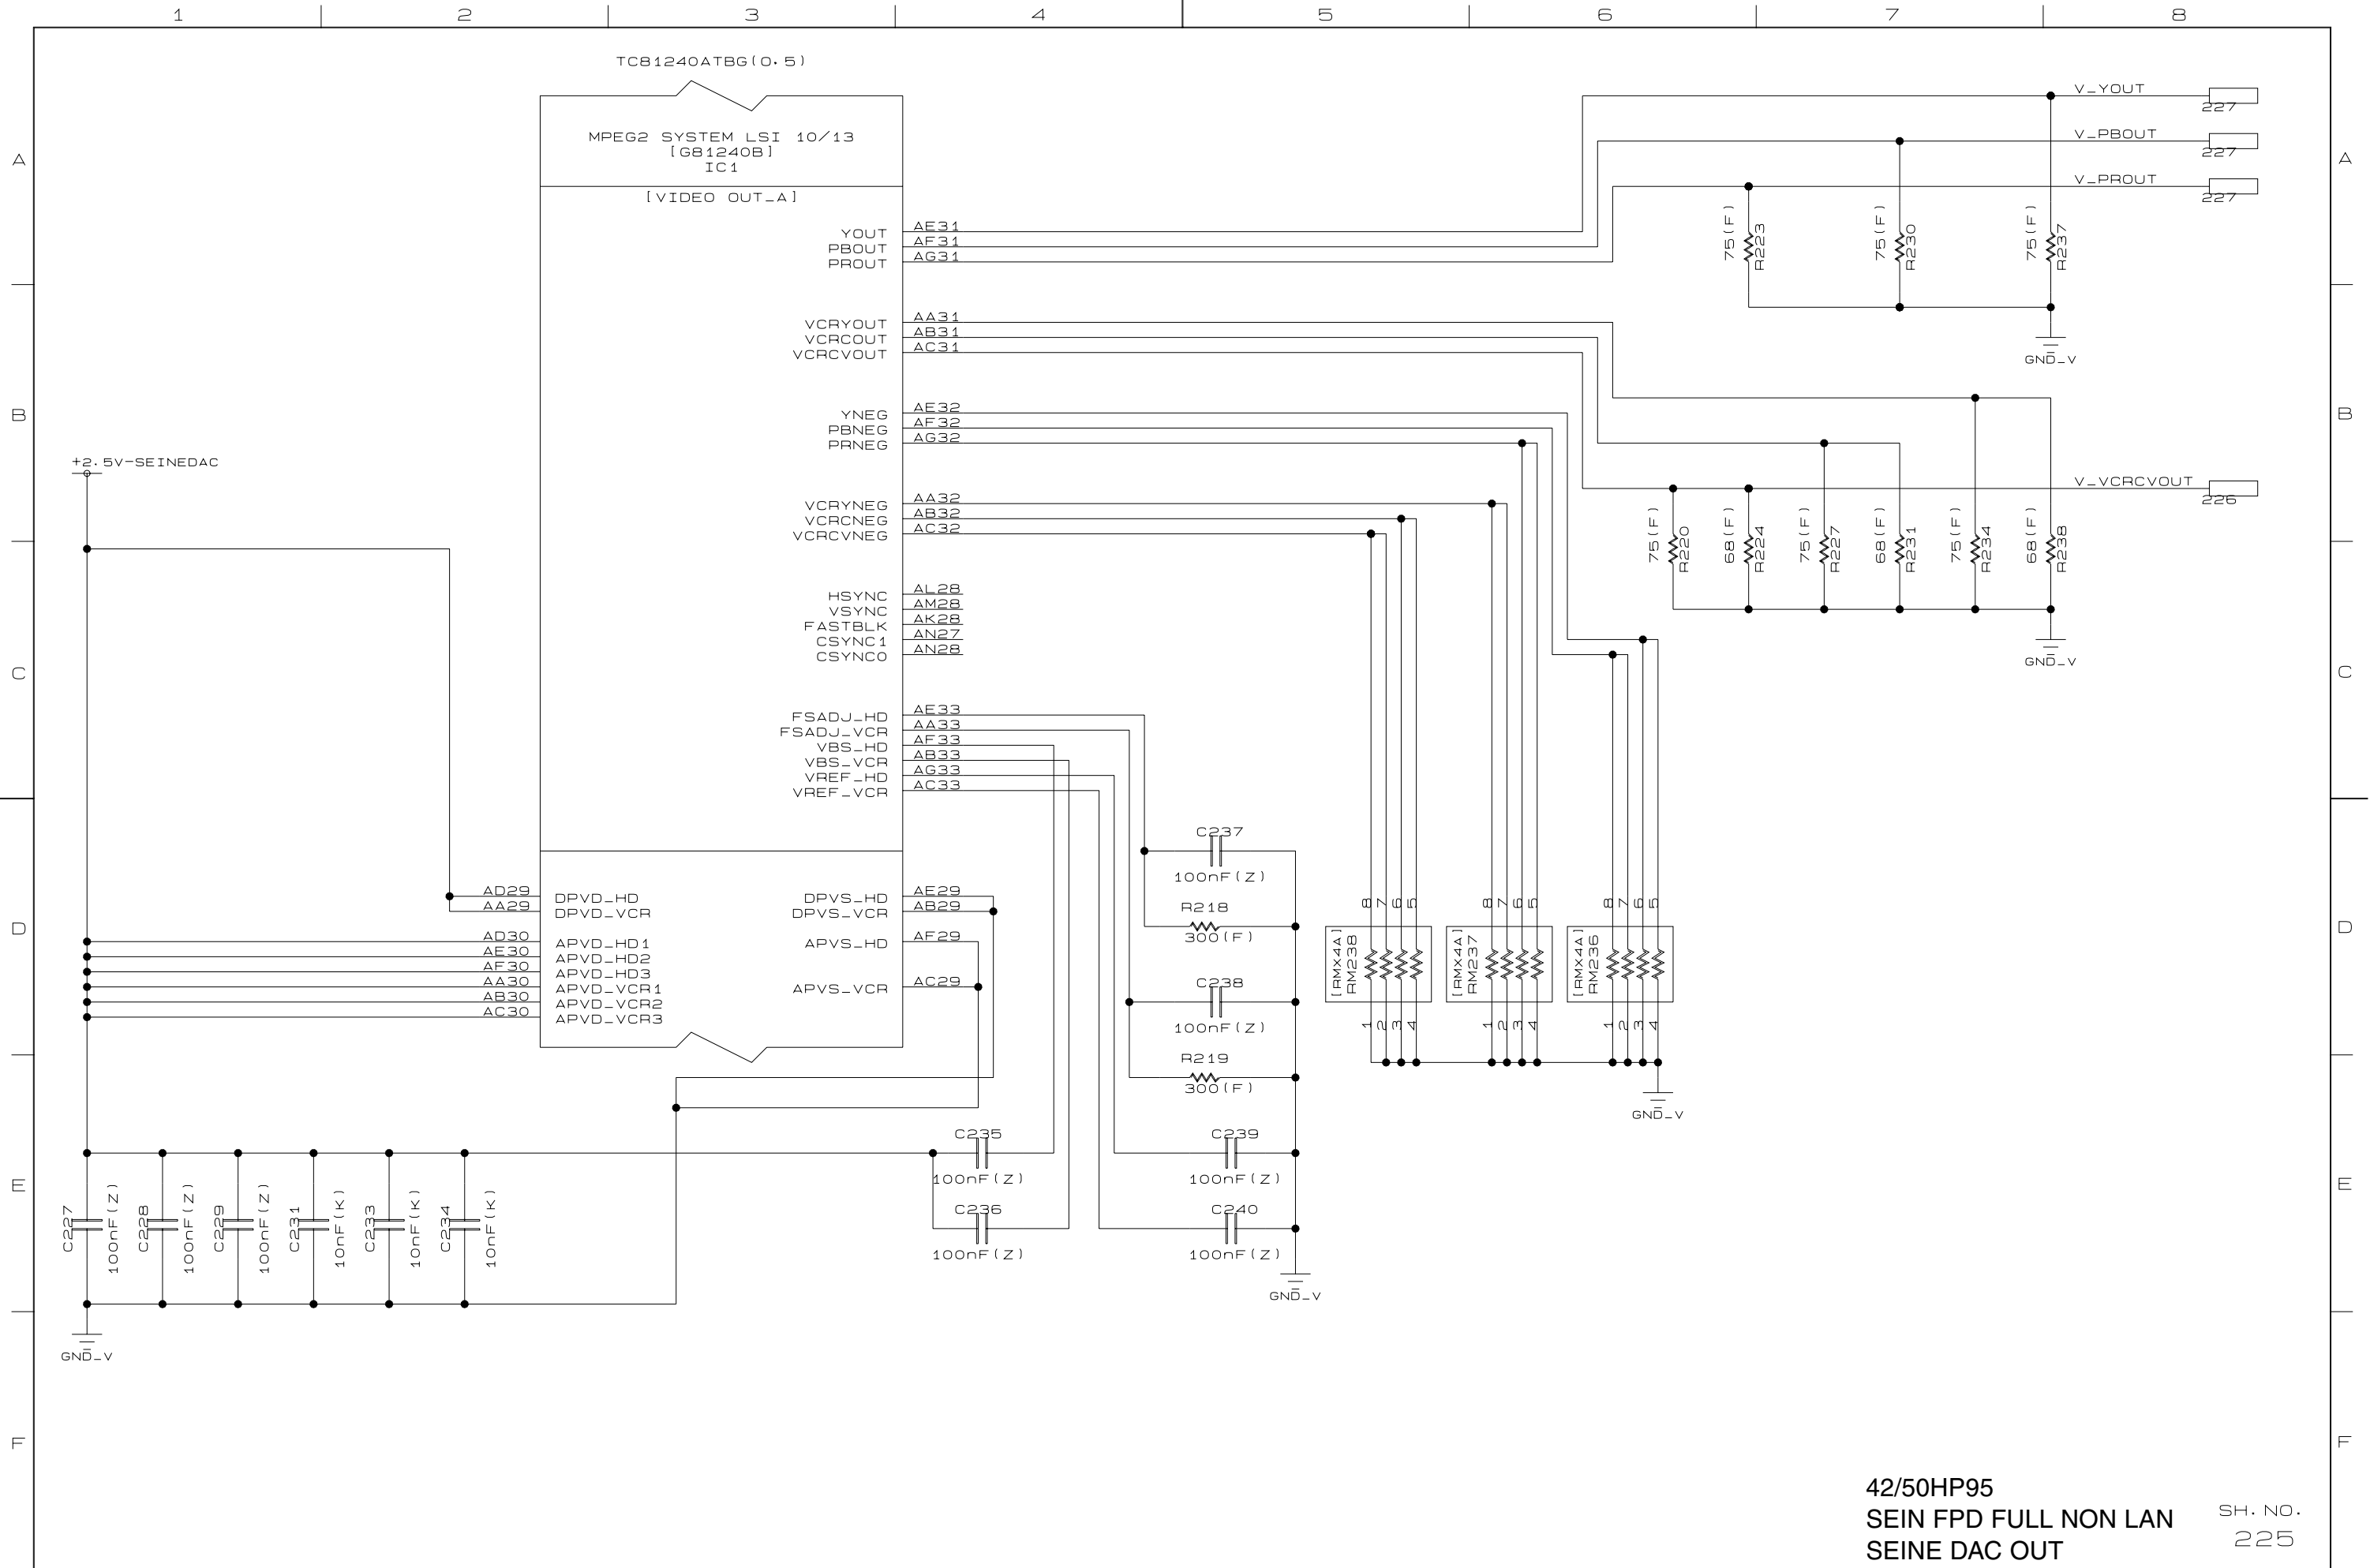 1 2 3 4 5 6 7 8
TC81240ATBG(0.5)
MPEG2 SYSTEM LSI 10/13
[G81240B]
IC1
[VIDEO OUT_A]
A A
B B
C C
D D
E E
F F
YOUT AE31
PBOUT AF31
PROUT AG31
VCRYOUT AA31
VCRCOUT AB31
VCRCVOUT AC31
YNEG AE32
PBNEG AF32
PRNEG AG32
VCRYNEG AA32
VCRCNEG AB32
VCRCVNEG AC32
HSYNC AL28
VSYNC AM28
FASTBLK AK28
CSYNC1 AN27
CSYNC0 AN28
FSADJ_HD AE33
FSADJ_VCR AA33
VBS_HD AF33
VBS_VCR AB33
VREF_HD AG33
VREF_VCR AC33
AD29 DPVD_HD
AA29 DPVD_VCR
AD30 APVD_HD1
AE30 APVD_HD2
AF30 APVD_HD3
AA30 APVD_VCR1
AB30 APVD_VCR2
AC30 APVD_VCR3
DPVS_HD AE29
DPVS_VCR AB29
APVS_HD AF29
APVS_VCR AC29
+2.5V-SEINEDAC
V_YOUT
227
V_PBOUT
227
V_PROUT
227
75(F) R223
75(F) R230
75(F) R237
GND_V
V_VCRCVOUT
226
75(F) R220
68(F) R224
75(F) R227
68(F) R231
75(F) R234
68(F) R238
GND_V
C237
100nF(Z)
R218
300(F)
C238
100nF(Z)
R219
300(F)
C239
100nF(Z)
C240
100nF(Z)
GND_V
C235
100nF(Z)
C236
100nF(Z)
8 7 6 5
[RMX4A]
RM238
1 2 3 4
8 7 6 5
[RMX4A]
RM237
1 2 3 4
8 7 6 5
[RMX4A]
RM236
1 2 3 4
GND_V
C227 100nF(Z)
C228 100nF(Z)
C229 100nF(Z)
C231 10nF(K)
C233 10nF(K)
C234 10nF(K)
GND_V
42/50HP95
SEIN FPD FULL NON LAN
SEINE DAC OUT
SH.NO.
225